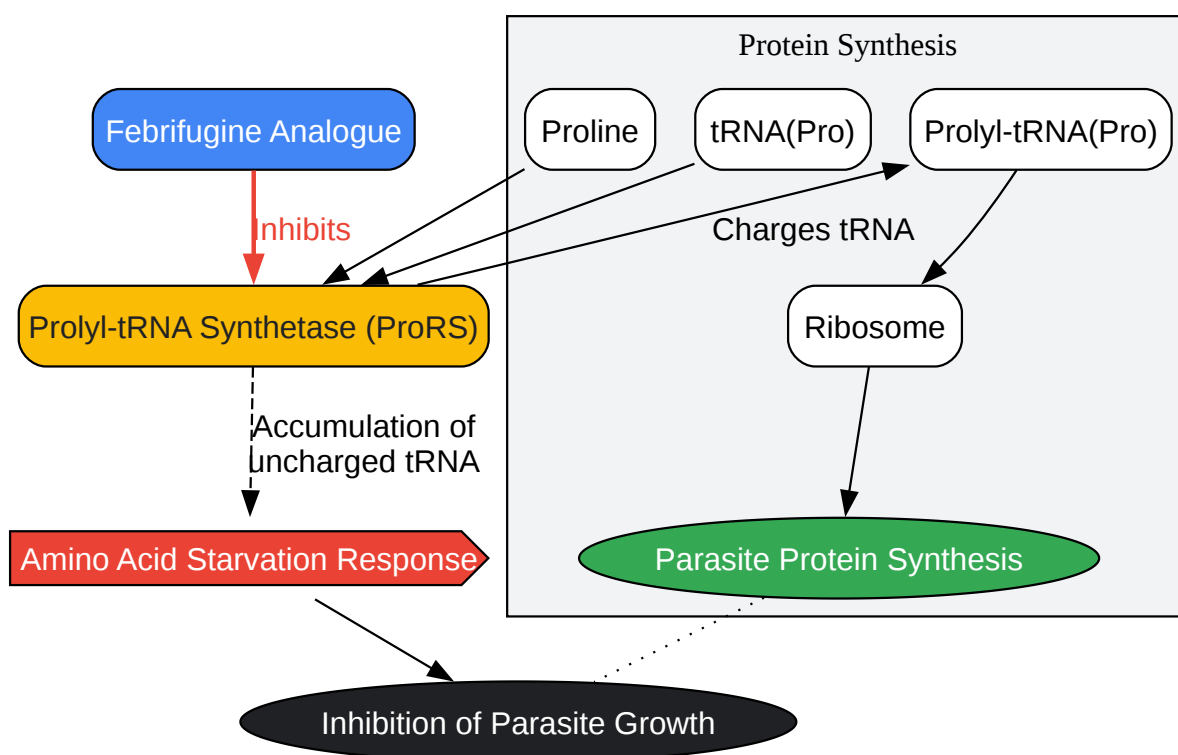 Protein Synthesis
Febrifugine Analogue
Proline
tRNA(Pro)
Prolyl-tRNA(Pro)
Inhibits
Charges tRNA
Prolyl-tRNA Synthetase (ProRS)
Ribosome
Accumulation of
uncharged tRNA
Amino Acid Starvation Response
Parasite Protein Synthesis
Inhibition of Parasite Growth